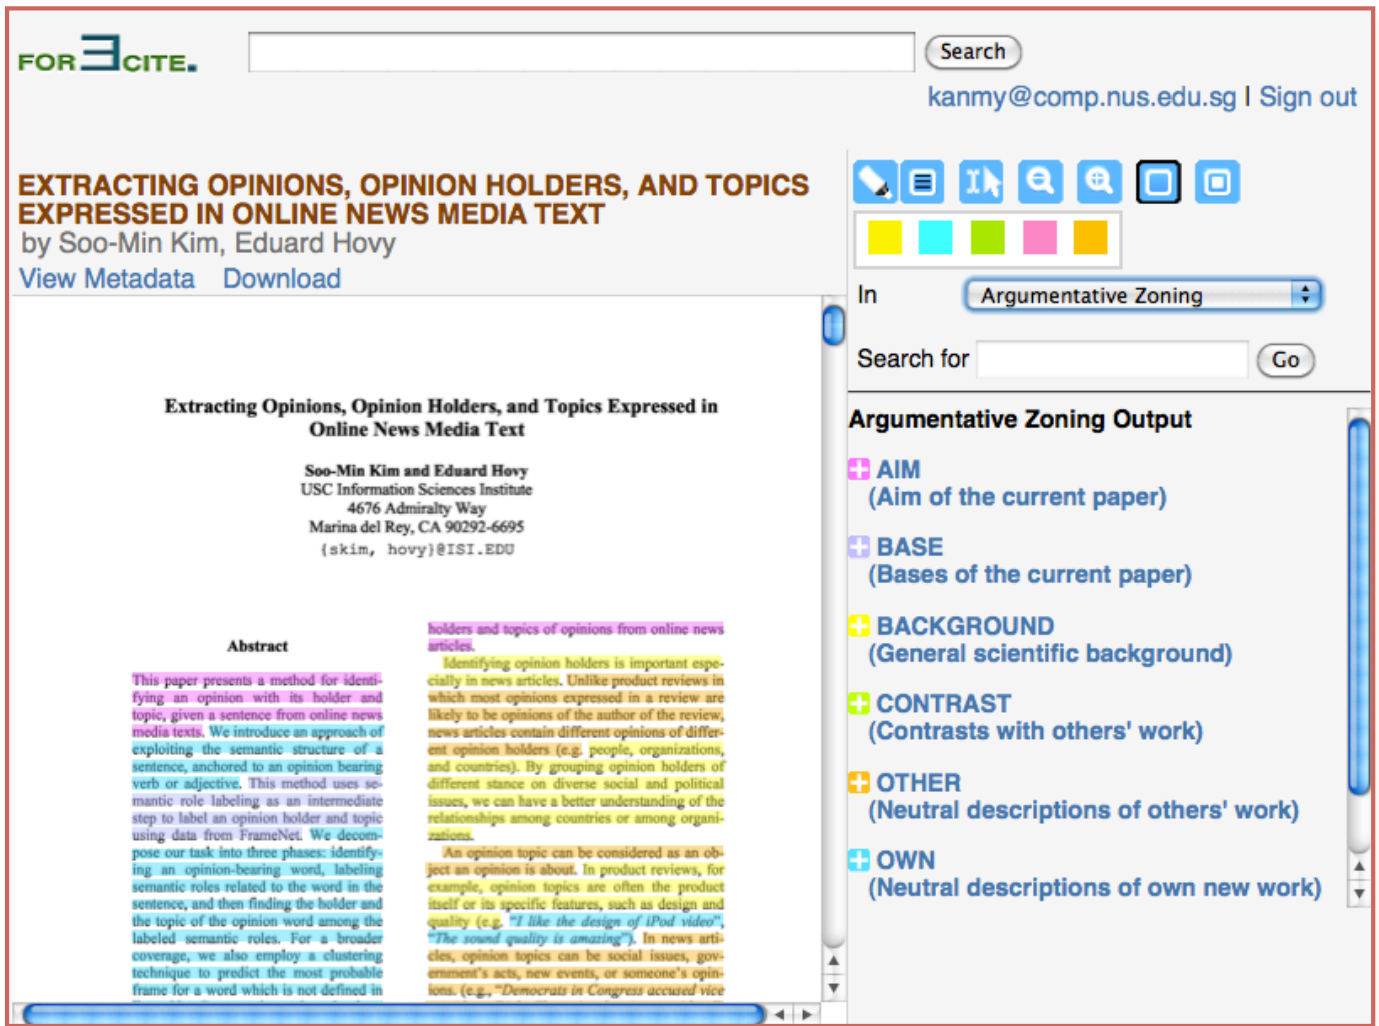 FORECITE.
Search
kanmy@comp.nus.edu.sg | Sign out
EXTRACTING OPINIONS, OPINION HOLDERS, AND TOPICS
EXPRESSED IN ONLINE NEWS MEDIA TEXT
by Soo-Min Kim, Eduard Hovy
View Metadata Download
Extracting Opinions, Opinion Holders, and Topics Expressed in
Online News Media Text
Soo-Min Kim and Eduard Hovy
USC Information Sciences Institute
4676 Admiralty Way
Marina del Rey, CA 90292-6695
{skim, hovy}@ISI.EDU
Abstract
This paper presents a method for identi-
fying an opinion with its holder and
topic, given a sentence from online news
media texts. We introduce an approach of
exploiting the semantic structure of a
sentence, anchored to an opinion bearing
verb or adjective. This method uses se-
mantic role labeling as an intermediate
step to label an opinion holder and topic
using data from FrameNet. We decom-
pose our task into three phases: identify-
ing an opinion-bearing word, labeling
semantic roles related to the word in the
sentence, and then finding the holder and
the topic of the opinion word among the
labeled semantic roles. For a broader
coverage, we also employ a clustering
technique to predict the most probable
frame for a word which is not defined in
holders and topics of opinions from online news
articles.
Identifying opinion holders is important espe-
cially in news articles. Unlike product reviews in
which most opinions expressed in a review are
likely to be opinions of the author of the review,
news articles contain different opinions of differ-
ent opinion holders (e.g. people, organizations,
and countries). By grouping opinion holders of
different stance on diverse social and political
issues, we can have a better understanding of the
relationships among countries or among organi-
zations.
An opinion topic can be considered as an ob-
ject an opinion is about. In product reviews, for
example, opinion topics are often the product
itself or its specific features, such as design and
quality (e.g. "I like the design of iPod video",
"The sound quality is amazing"). In news arti-
cles, opinion topics can be social issues, gov-
ernment's acts, new events, or someone's opin-
ions. (e.g., "Democrats in Congress accused vice
In Argumentative Zoning
Search for Go
Argumentative Zoning Output
AIM
(Aim of the current paper)
BASE
(Bases of the current paper)
BACKGROUND
(General scientific background)
CONTRAST
(Contrasts with others' work)
OTHER
(Neutral descriptions of others' work)
OWN
(Neutral descriptions of own new work)